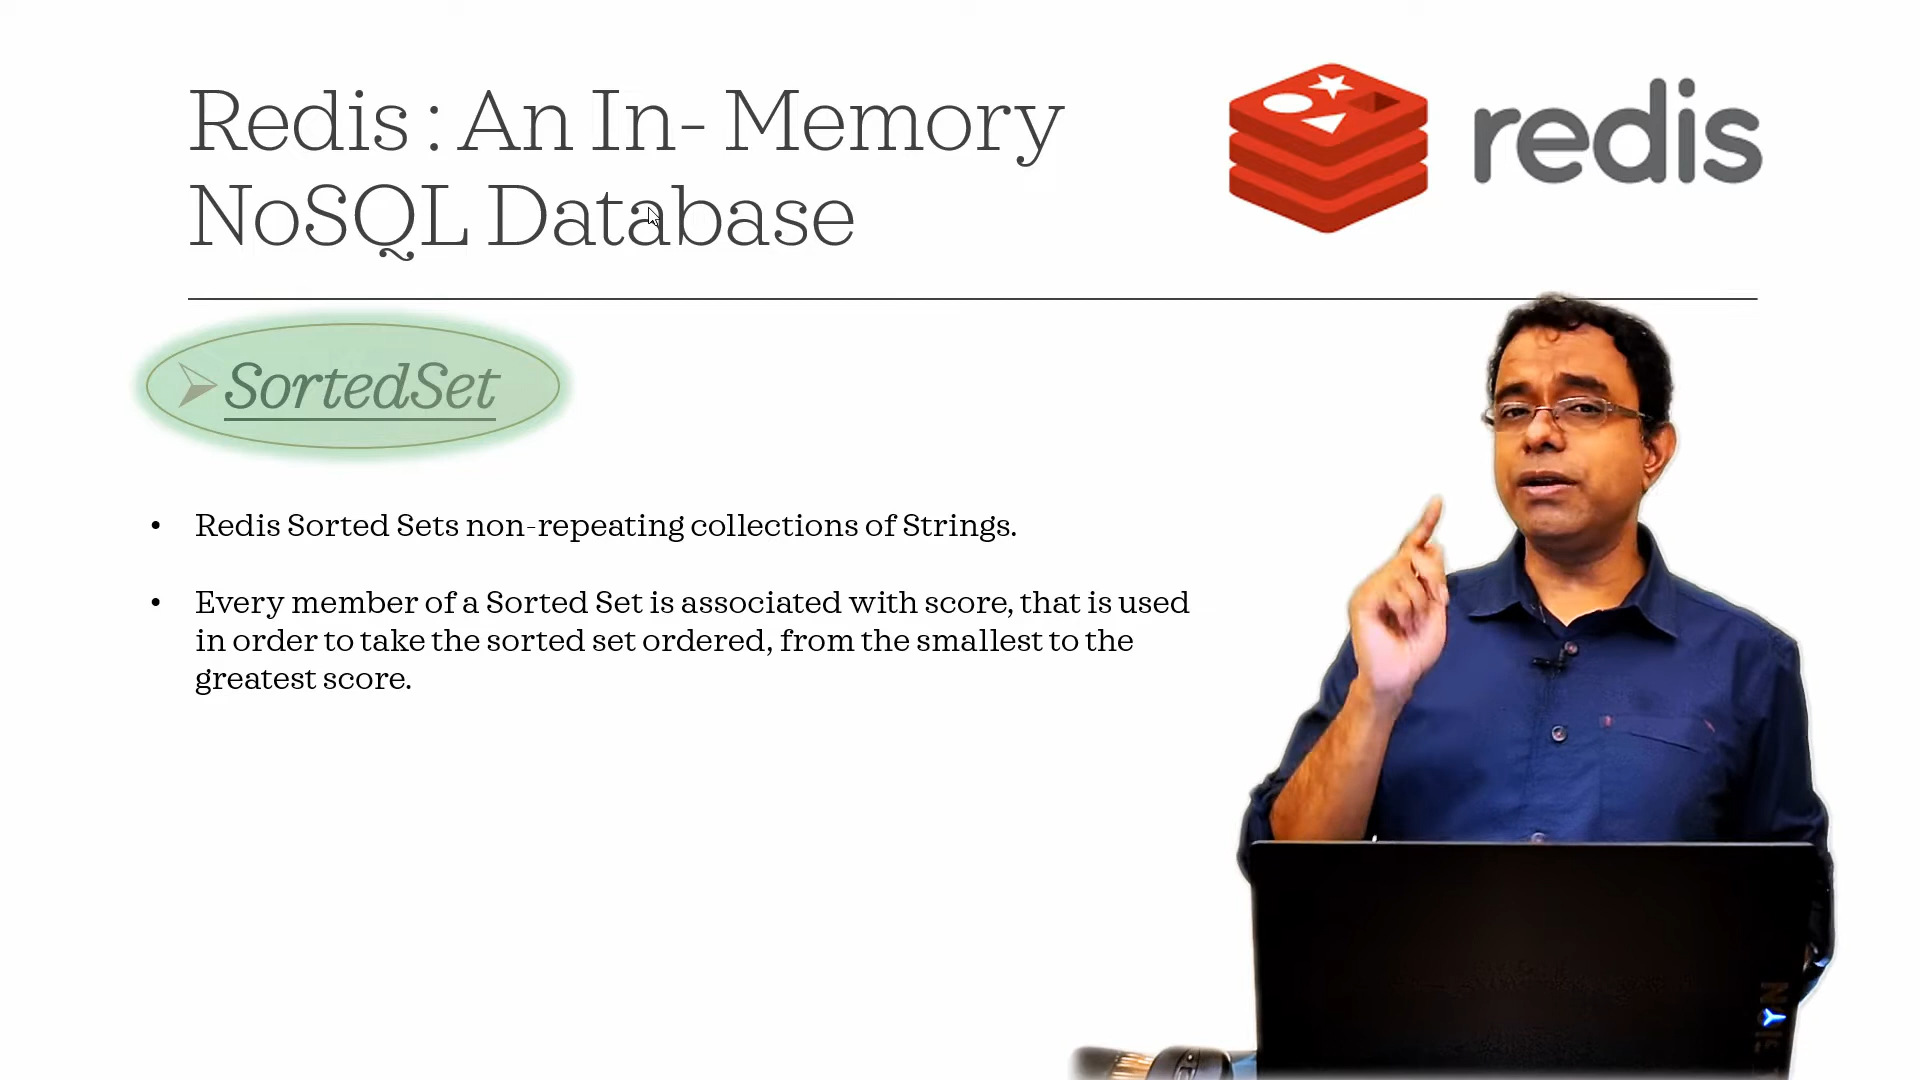 Redis : An In- Memory
NoSQL Database
redis
SortedSet
• Redis Sorted Sets non-repeating collections of Strings.
• Every member of a Sorted Set is associated with score, that is used
in order to take the sorted set ordered, from the smallest to the
greatest score.